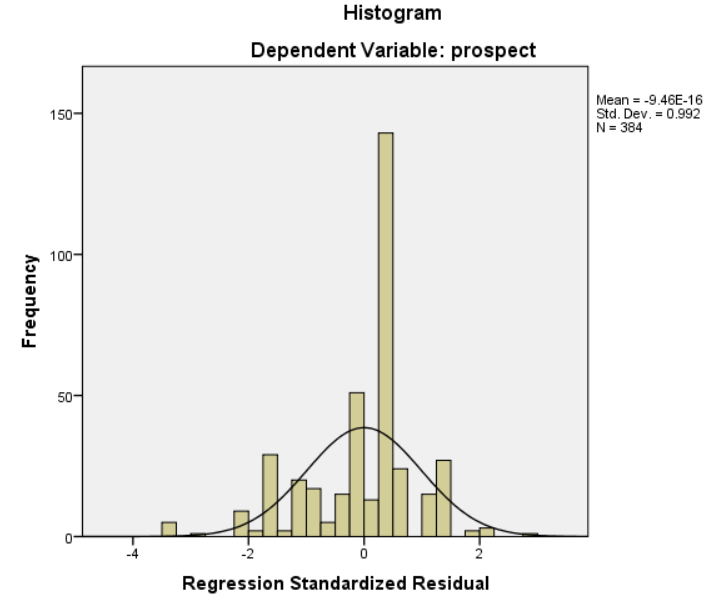 Histogram
Dependent Variable: prospect
Mean = -9.46E-16
Std. Dev. = 0.992
N = 384
Frequency
150
100
50
0
-4
-2
0
2
Regression Standardized Residual